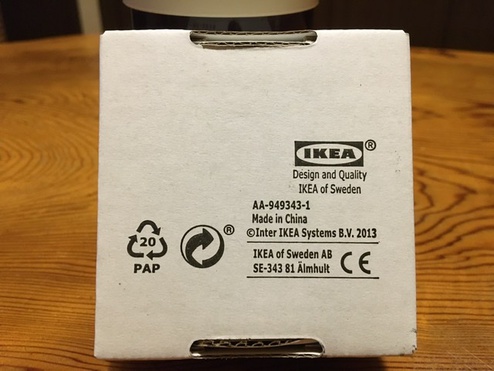 IKEA®
Design and Quality
IKEA of Sweden
AA-949343-1
Made in China
©Inter IKEA Systems B.V. 2013
IKEA of Sweden AB
SE-343 81 Älmhult
CE
20
PAP
®